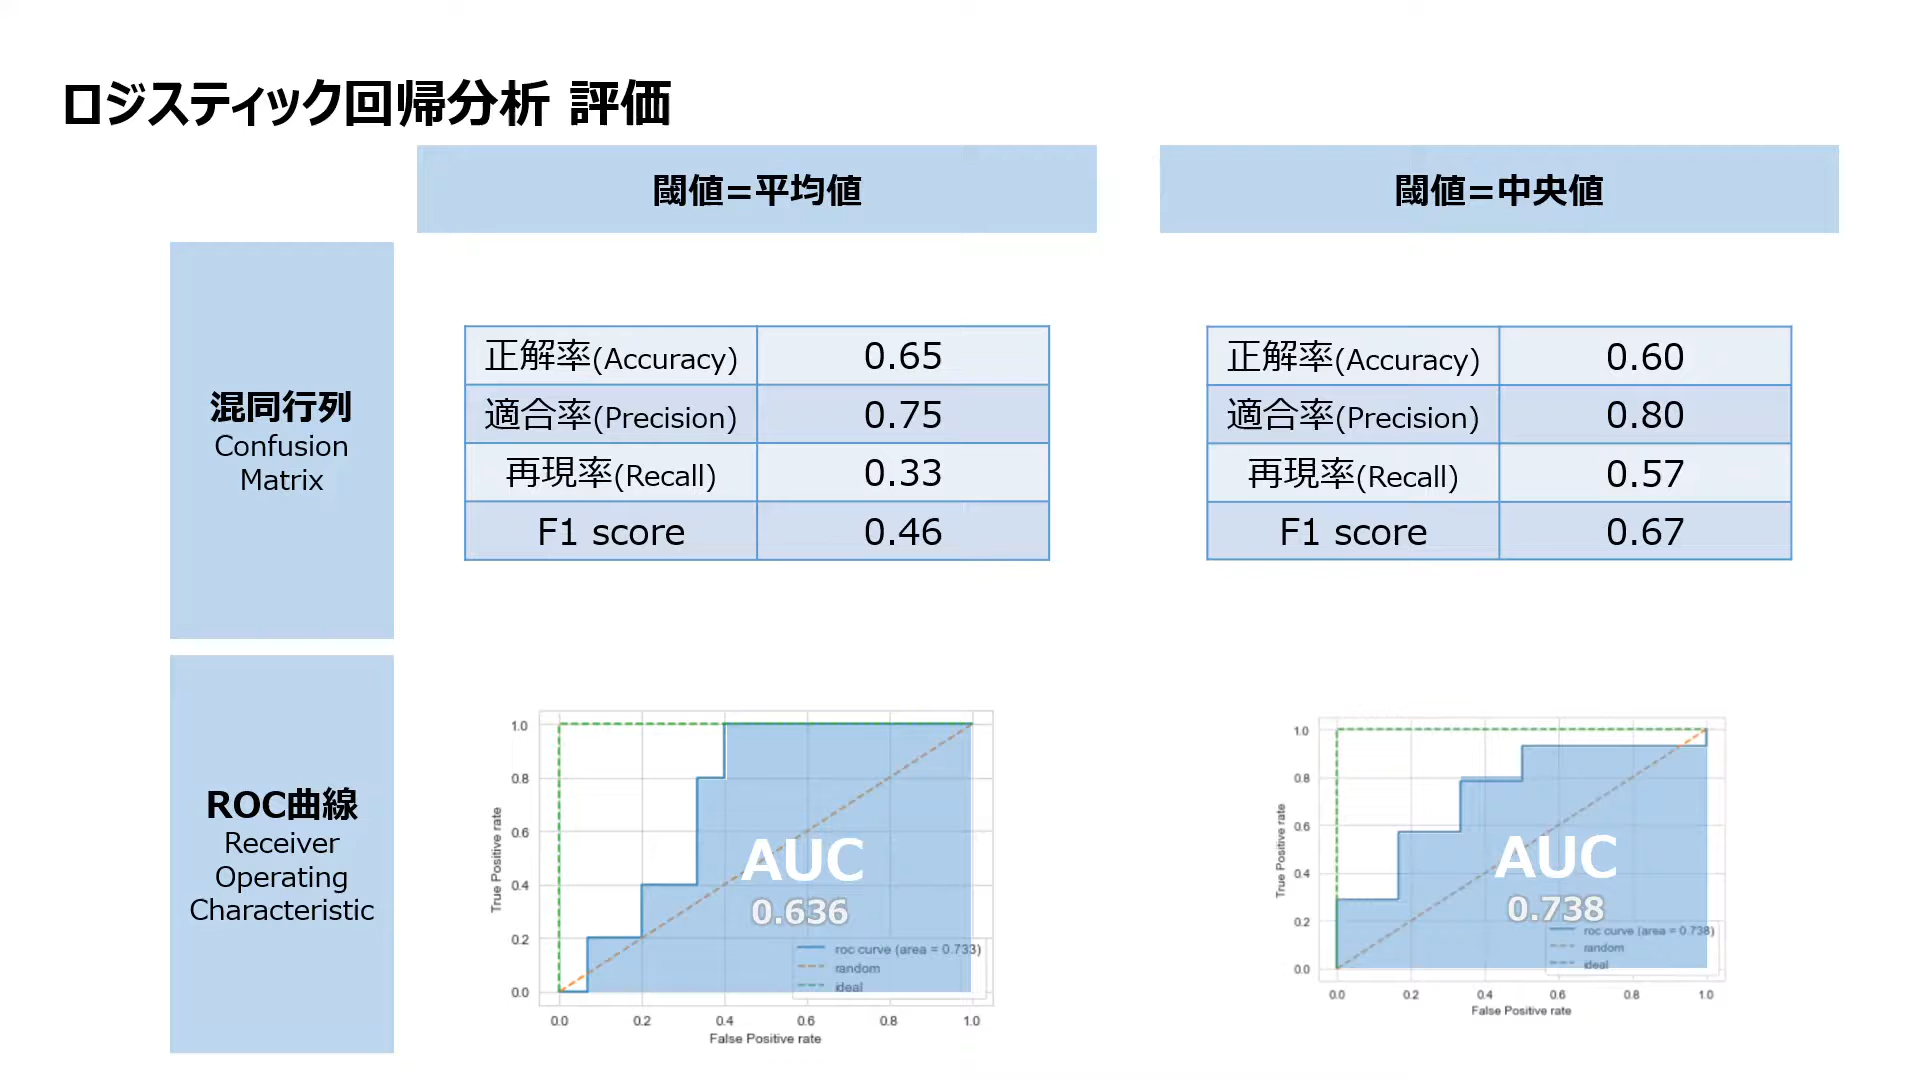 ロジスティック回帰分析 評価
閾値=平均値
閾値=中央値
混同行列
Confusion
Matrix
正解率(Accuracy) 0.65
適合率(Precision) 0.75
再現率(Recall) 0.33
F1 score 0.46
正解率(Accuracy) 0.60
適合率(Precision) 0.80
再現率(Recall) 0.57
F1 score 0.67
ROC曲線
Receiver
Operating
Characteristic
True Positive rate
1.0
0.8
0.6
0.4
0.2
0.0
AUC
0.636
roc curve (area = 0.733)
random
ideal
0.0 0.2 0.4 0.6 0.8 1.0
False Positive rate
True Positive rate
1.0
0.8
0.6
0.4
0.2
0.0
AUC
0.738
roc curve (area = 0.738)
random
ideal
0.0 0.2 0.4 0.6 0.8 1.0
False Positive rate